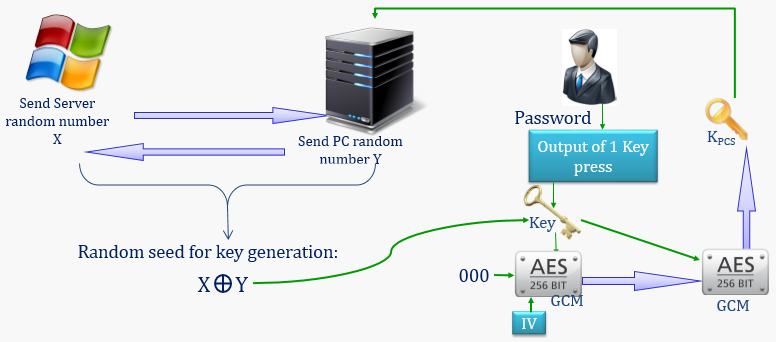 Send Server
random number
X
Send PC random
number Y
Random seed for key generation:
X⊕Y
Password
Output of 1 Key
press
Key
000
AES
256 BIT
GCM
IV
AES
256 BIT
GCM
KPCS